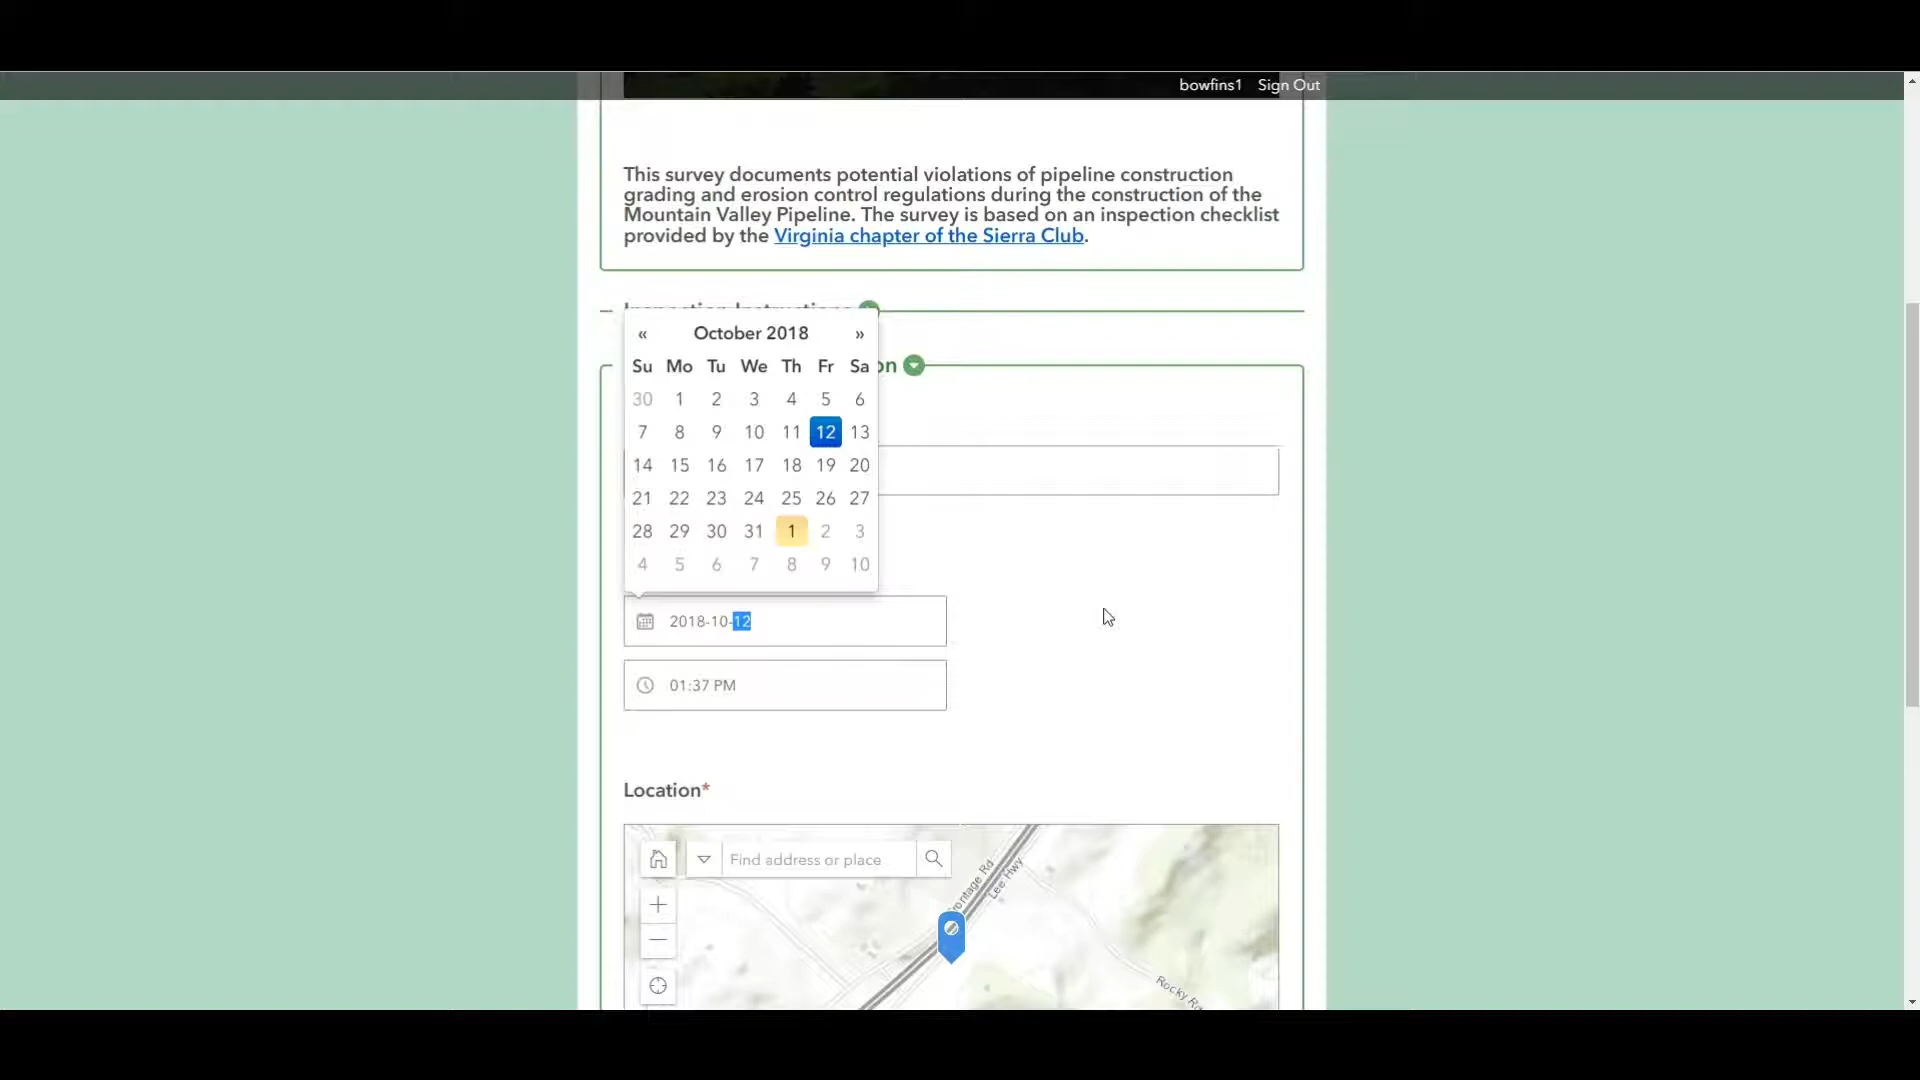 bowfins1 Sign Out
This survey documents potential violations of pipeline construction
grading and erosion control regulations during the construction of the
Mountain Valley Pipeline. The survey is based on an inspection checklist
provided by the Virginia chapter of the Sierra Club.
« October 2018 »
Su Mo Tu We Th Fr Sa
30 1 2 3 4 5 6
7 8 9 10 11 12 13
14 15 16 17 18 19 20
21 22 23 24 25 26 27
28 29 30 31 1 2 3
4 5 6 7 8 9 10
on
2018-10-12
01:37 PM
Location*
Find address or place
Lee Hwy